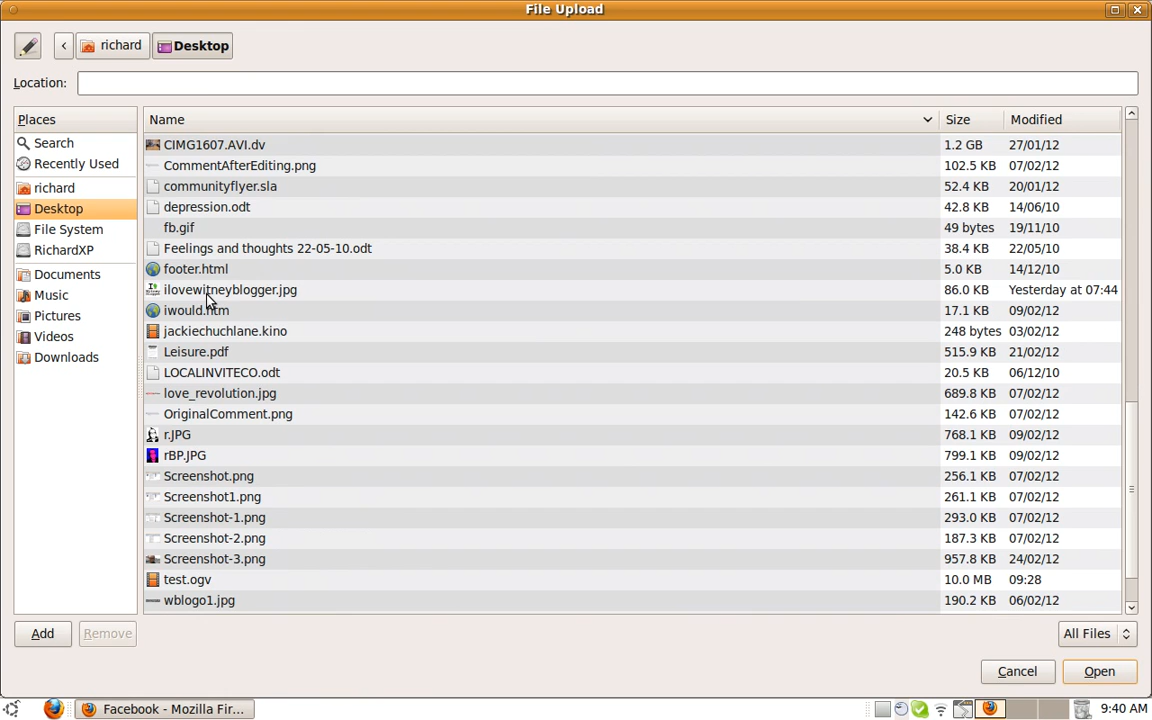 File Upload
richard Desktop
Location:
Places Name Size Modified
Search CIMG1607.AVI.dv 1.2 GB 27/01/12
Recently Used CommentAfterEditing.png 102.5 KB 07/02/12
richard communityflyer.sla 52.4 KB 20/01/12
Desktop depression.odt 42.8 KB 14/06/10
File System fb.gif 49 bytes 19/11/10
RichardXP Feelings and thoughts 22-05-10.odt 38.4 KB 22/05/10
Documents footer.html 5.0 KB 14/12/10
Music ilovewitneyblogger.jpg 86.0 KB Yesterday at 07:44
Pictures iwould.htm 17.1 KB 09/02/12
Videos jackiechuchlane.kino 248 bytes 03/02/12
Downloads Leisure.pdf 515.9 KB 21/02/12
LOCALINVITECO.odt 20.5 KB 06/12/10
love_revolution.jpg 689.8 KB 07/02/12
OriginalComment.png 142.6 KB 07/02/12
r.JPG 768.1 KB 09/02/12
rBP.JPG 799.1 KB 09/02/12
Screenshot.png 256.1 KB 07/02/12
Screenshot1.png 261.1 KB 07/02/12
Screenshot-1.png 293.0 KB 07/02/12
Screenshot-2.png 187.3 KB 07/02/12
Screenshot-3.png 957.8 KB 24/02/12
test.ogv 10.0 MB 09:28
wblogo1.jpg 190.2 KB 06/02/12
Add Remove All Files
Cancel Open
Facebook - Mozilla Fir... 9:40 AM